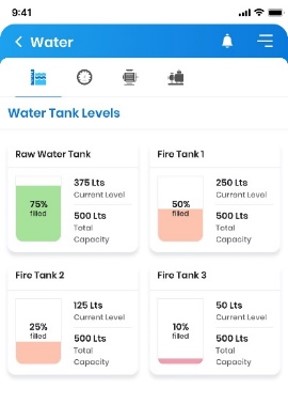 9:41
Water
Water Tank Levels
Raw Water Tank
75%
filled
375 Lts
Current Level
500 Lts
Total
Capacity
Fire Tank 1
50%
filled
250 Lts
Current Level
500 Lts
Total
Capacity
Fire Tank 2
25%
filled
125 Lts
Current Level
500 Lts
Total
Capacity
Fire Tank 3
10%
filled
50 Lts
Current Level
500 Lts
Total
Capacity